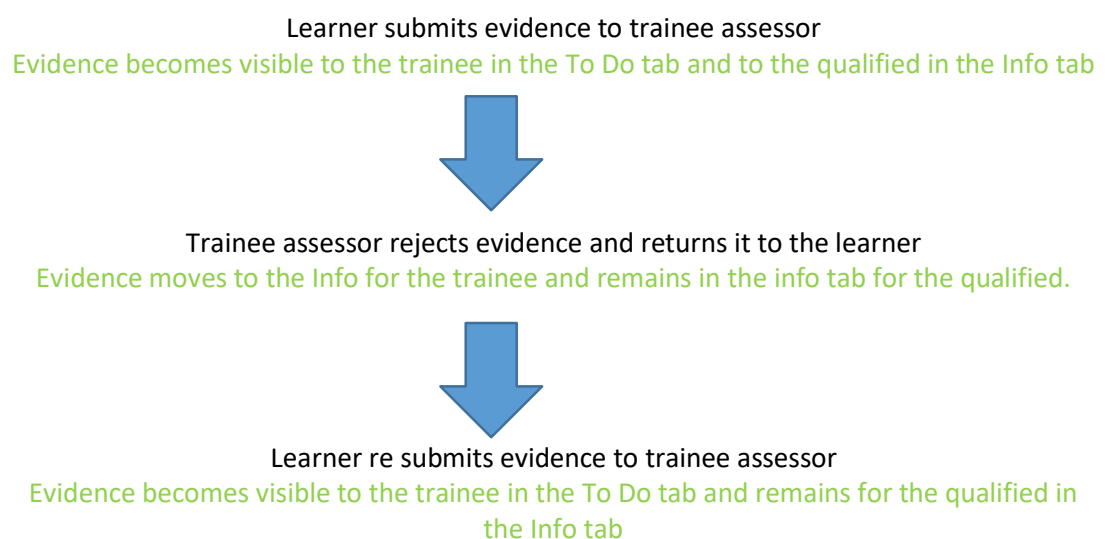 Learner submits evidence to trainee assessor
Evidence becomes visible to the trainee in the To Do tab and to the qualified in the Info tab
Trainee assessor rejects evidence and returns it to the learner
Evidence moves to the Info for the trainee and remains in the info tab for the qualified.
Learner re submits evidence to trainee assessor
Evidence becomes visible to the trainee in the To Do tab and remains for the qualified in
the Info tab